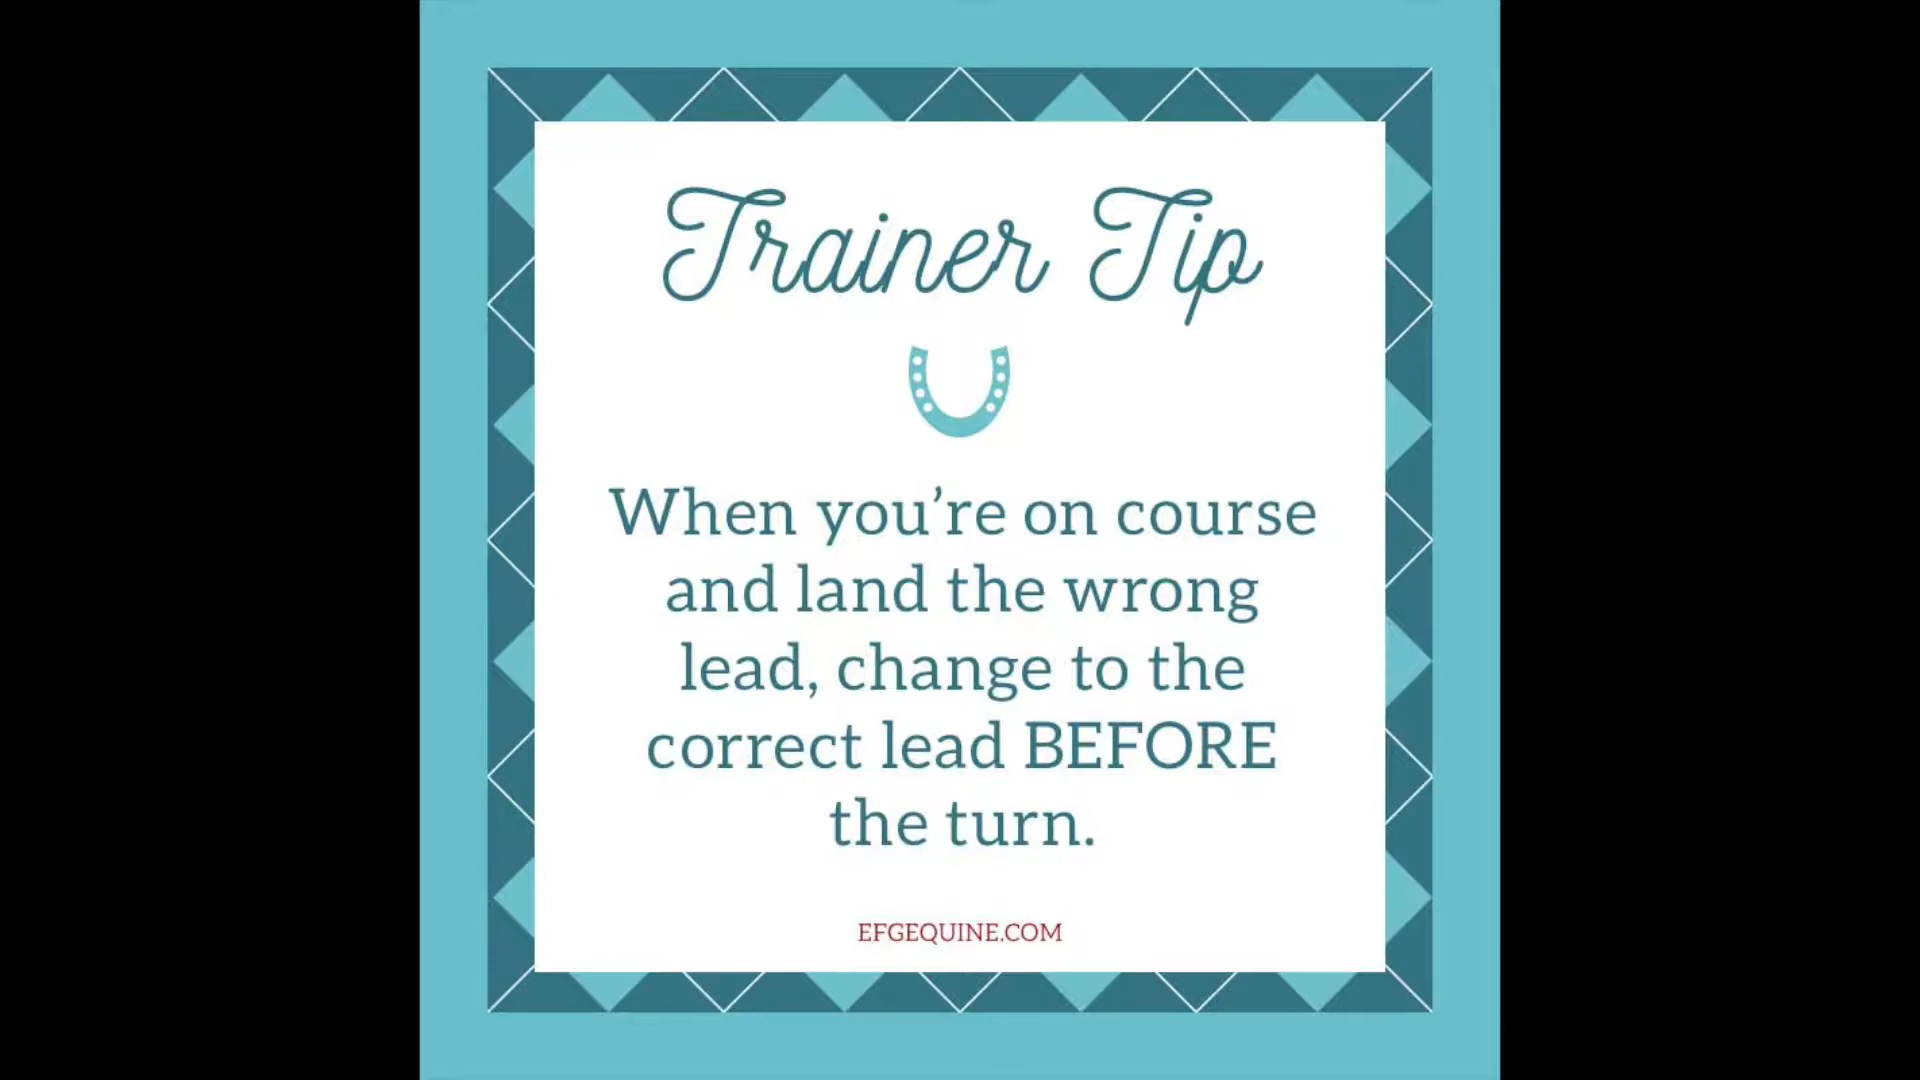 Trainer Tip
When you’re on course
and land the wrong
lead, change to the
correct lead BEFORE
the turn.
EFGEQUINE.COM